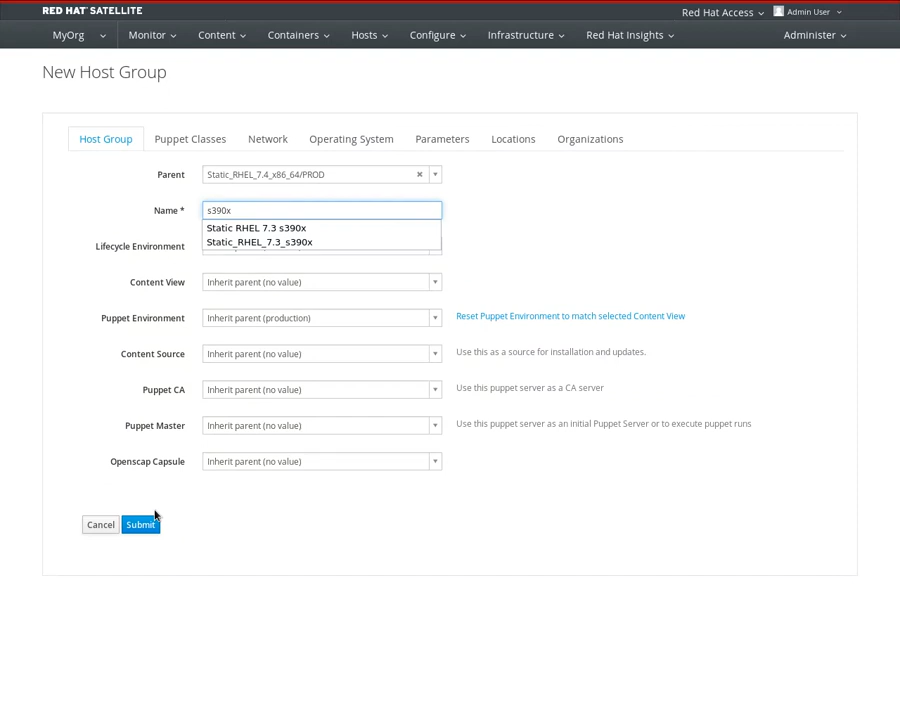 RED HAT SATELLITE
Red Hat Access Admin User
MyOrg Monitor Content Containers Hosts Configure Infrastructure Red Hat Insights Administer
New Host Group
Host Group Puppet Classes Network Operating System Parameters Locations Organizations
Parent Static_RHEL_7.4_x86_64/PROD
Name * s390x
Static RHEL 7.3 s390x
Static_RHEL_7.3_s390x
Lifecycle Environment
Content View Inherit parent (no value)
Puppet Environment Inherit parent (production) Reset Puppet Environment to match selected Content View
Content Source Inherit parent (no value) Use this as a source for installation and updates.
Puppet CA Inherit parent (no value) Use this puppet server as a CA server
Puppet Master Inherit parent (no value) Use this puppet server as an initial Puppet Server or to execute puppet runs
Openscap Capsule Inherit parent (no value)
Cancel Submit